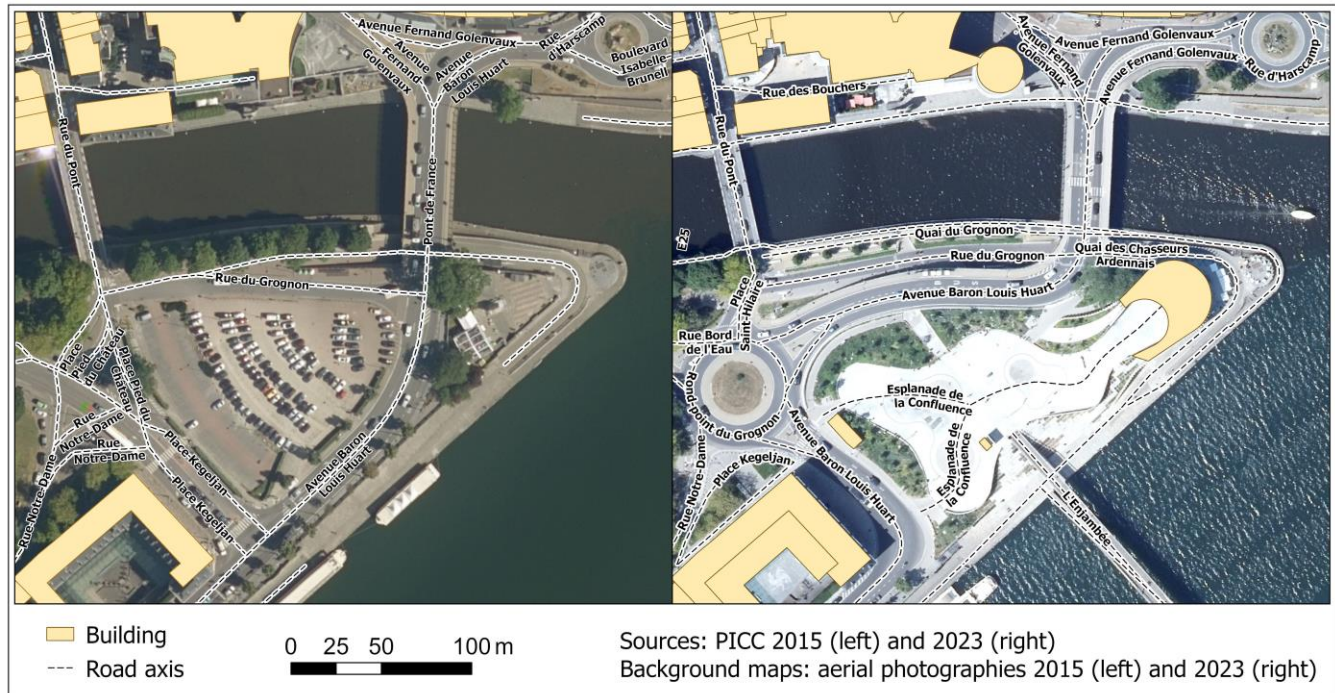 Avenue Fernand Golenvaux
Avenue
Fernand
Golenvaux
Avenue
Baron
Louis Huart
Rue
d'Harscamp
Boulevard
Isabelle
Brunell
Rue du Pont
Pont de France
Rue du Grognon
Place
Pied
du Château
Place Pied du
Château
Rue
Notre-Dame
Rue
Notre-Dame
Rue Notre-Dame
Place Kegeljan
Place Kegeljan
Avenue Baron
Louis Huart
Avenue Fernand
Golenvaux
Avenue Fernand Golenvaux
Avenue Fernand Golenvaux
Rue d'Harscamp
Rue des Bouchers
Rue du Pont
E25
Quai du Grognon
Rue du Grognon
Quai des Chasseurs
Ardennais
Avenue Baron Louis Huart
Place
Saint-Hilaire
Rue Bord
de l'Eau
Rond-point du Grognon
Esplanade de
la Confluence
Esplanade de
la Confluence
Avenue Baron Louis Huart
Place Kegeljan
Rue Notre-Dame
L'Enjambée
Building
Road axis
0 25 50 100 m
Sources: PICC 2015 (left) and 2023 (right)
Background maps: aerial photographies 2015 (left) and 2023 (right)